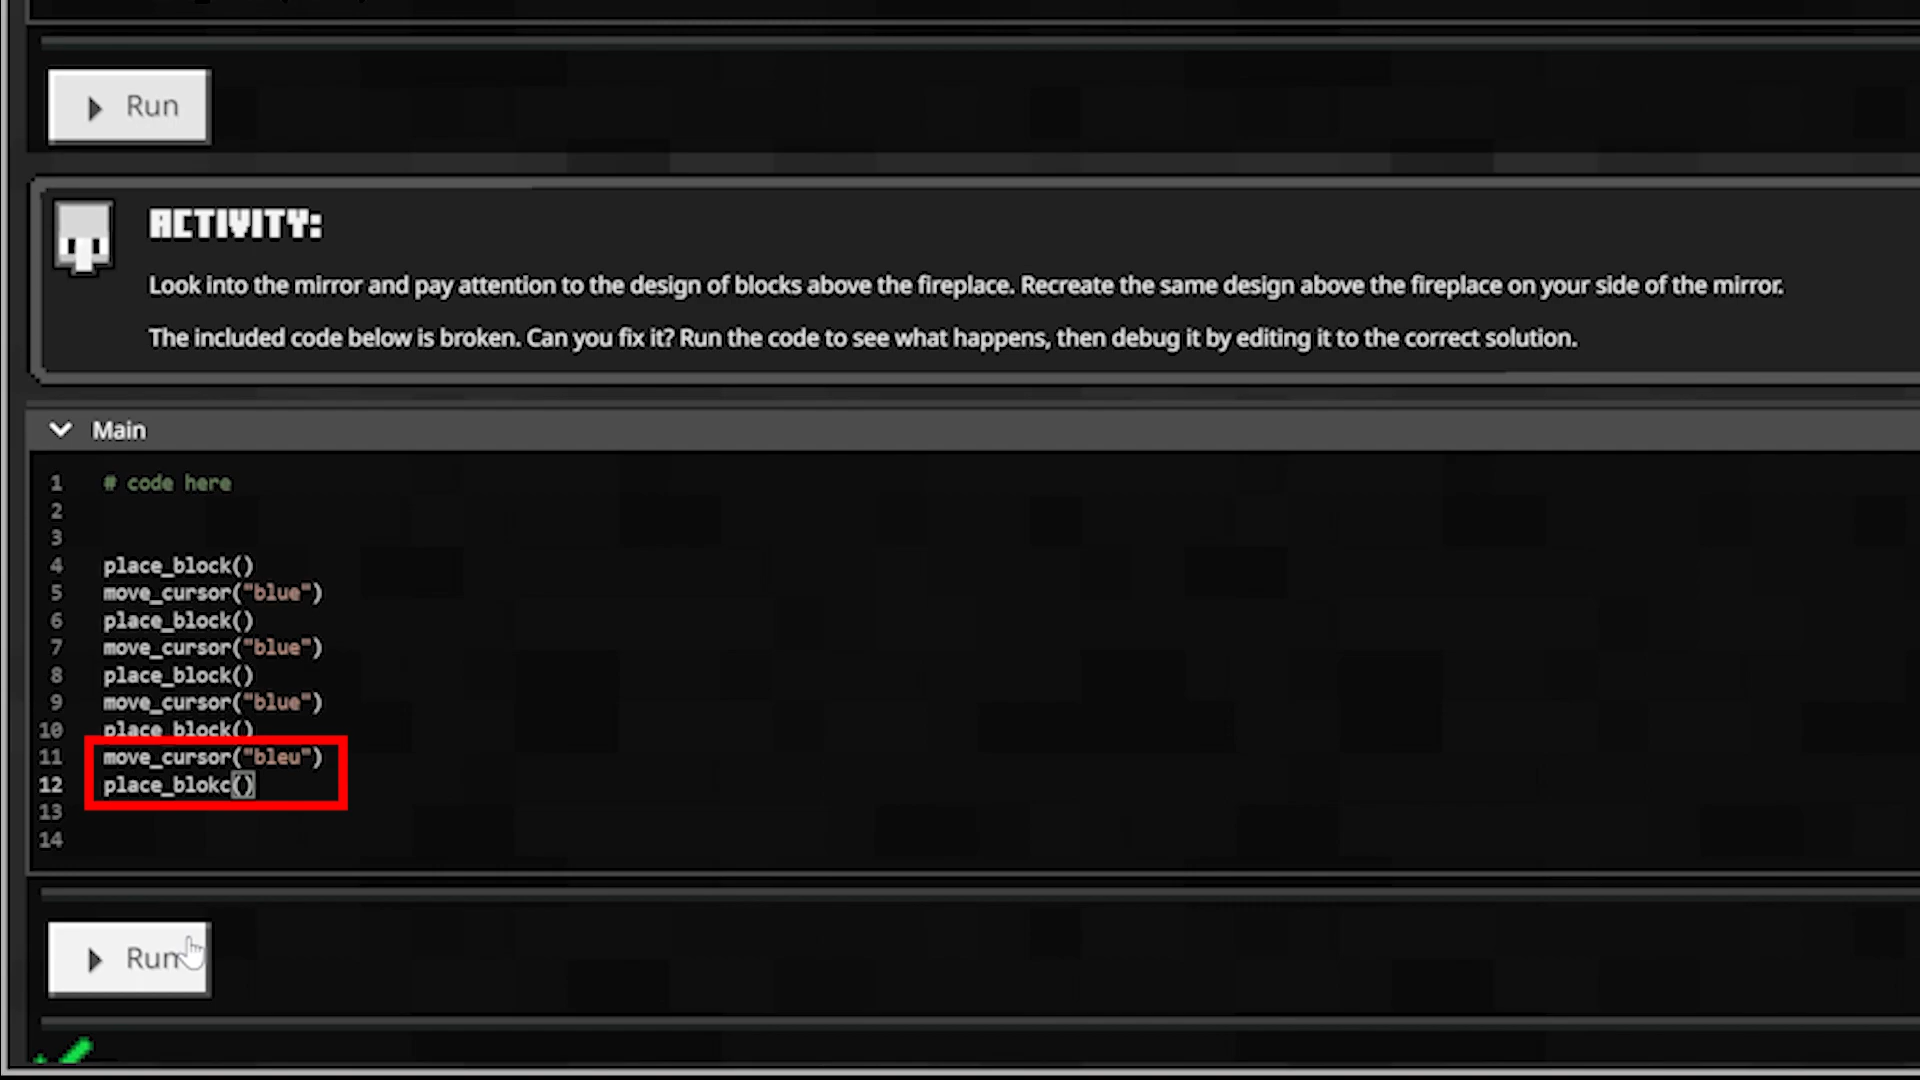 Run
ACTIVITY:
Look into the mirror and pay attention to the design of blocks above the fireplace. Recreate the same design above the fireplace on your side of the mirror.
The included code below is broken. Can you fix it? Run the code to see what happens, then debug it by editing it to the correct solution.
Main
1 # code here
2
3
4 place_block()
5 move_cursor("blue")
6 place_block()
7 move_cursor("blue")
8 place_block()
9 move_cursor("blue")
10 place_block()
11 move_cursor("bleu")
12 place_blokc()
13
14
Run